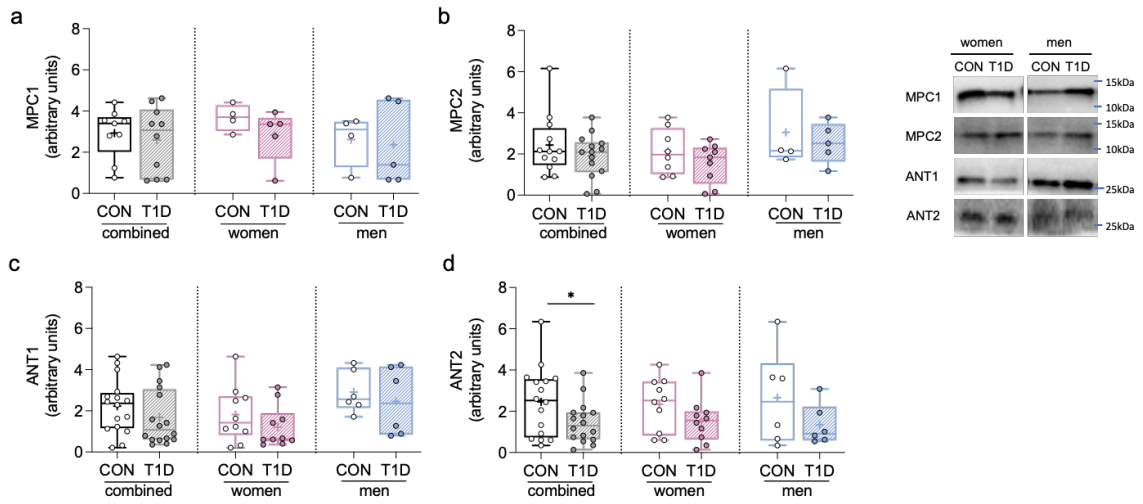 a
MPC1
(arbitrary units)
8
6
4
2
0
CON T1D CON T1D CON T1D
combined women men
b
MPC2
(arbitrary units)
8
6
4
2
0
CON T1D CON T1D CON T1D
combined women men
women men
CON T1D CON T1D
MPC1
15kDa
10kDa
MPC2
15kDa
10kDa
ANT1
25kDa
ANT2
25kDa
c
ANT1
(arbitrary units)
8
6
4
2
0
CON T1D CON T1D CON T1D
combined women men
d
ANT2
(arbitrary units)
8
6
4
2
0
*
CON T1D CON T1D CON T1D
combined women men